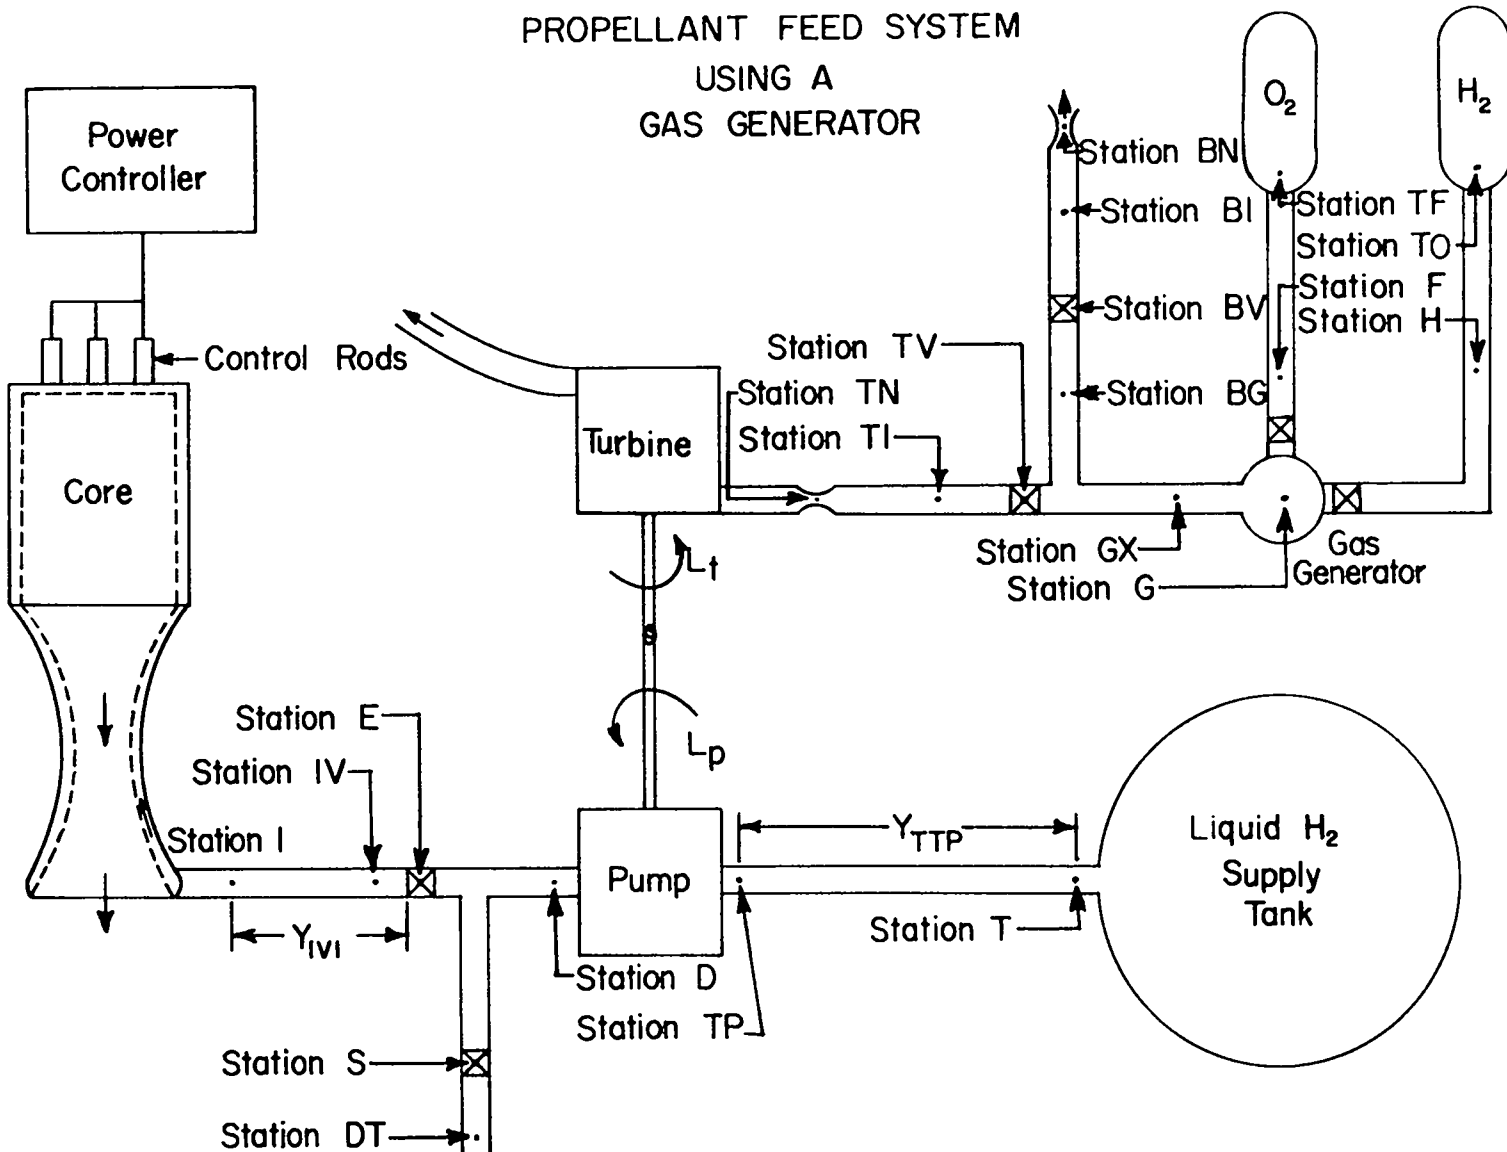 PROPELLANT FEED SYSTEM
USING A
GAS GENERATOR
Power
Controller
Control Rods
Core
O₂
H₂
Station BN
Station BI
Station TF
Station TO
Station F
Station H
Station BV
Station BG
Station TV
Station TN
Station TI
Turbine
Station GX
Station G
Gas
Generator
Lt
Lp
Station E
Station IV
Station I
Y_IVI
Pump
Y_TTP
Liquid H₂
Supply
Tank
Station T
Station D
Station TP
Station S
Station DT